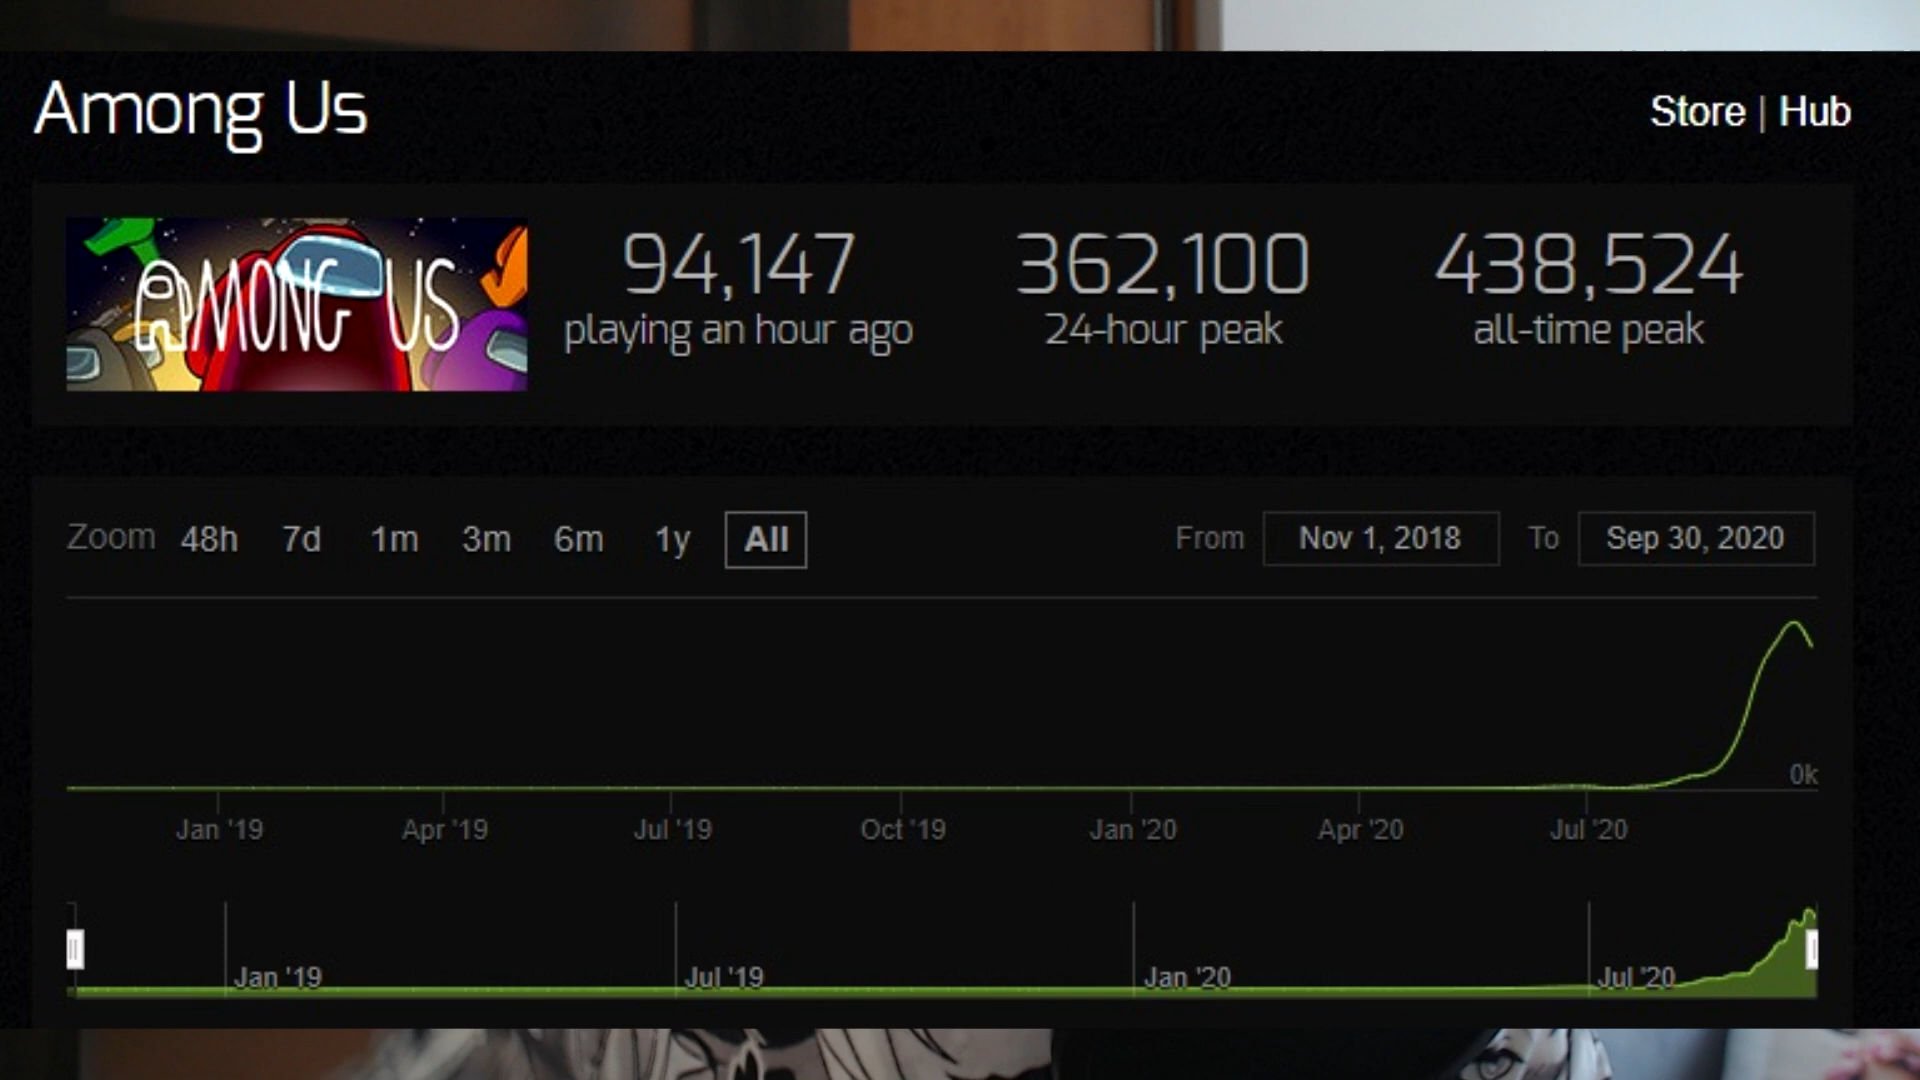 Among Us
Store | Hub
AMONG US
94,147
playing an hour ago
362,100
24-hour peak
438,524
all-time peak
Zoom 48h 7d 1m 3m 6m 1y All
From Nov 1, 2018 To Sep 30, 2020
0k
Jan '19 Apr '19 Jul '19 Oct '19 Jan '20 Apr '20 Jul '20
Jan '19 Jul '19 Jan '20 Jul '20